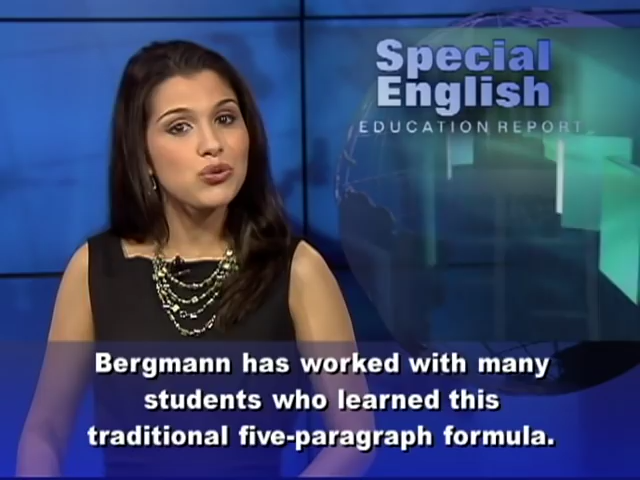 Special
English
EDUCATION REPORT
Bergmann has worked with many
students who learned this
traditional five-paragraph formula.